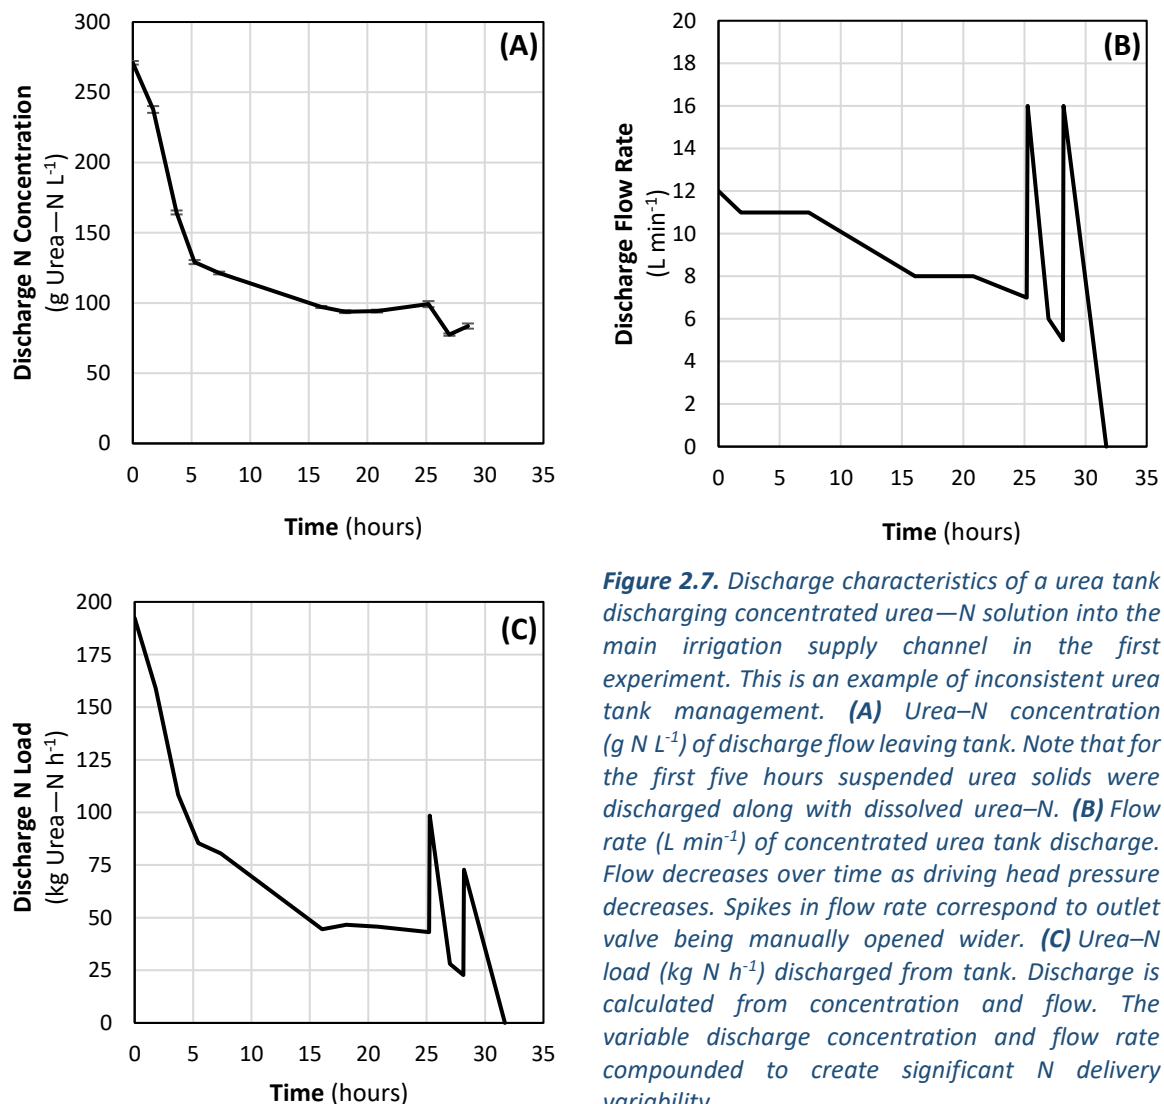 (A)
Discharge N Concentration
(g Urea—N L-1)
300
250
200
150
100
50
0
0 5 10 15 20 25 30 35
Time (hours)
(B)
Discharge Flow Rate
(L min-1)
20
18
16
14
12
10
8
6
4
2
0
0 5 10 15 20 25 30 35
Time (hours)
(C)
Discharge N Load
(kg Urea—N h-1)
200
175
150
125
100
75
50
25
0
0 5 10 15 20 25 30 35
Time (hours)
Figure 2.7. Discharge characteristics of a urea tank
discharging concentrated urea—N solution into the
main irrigation supply channel in the first
experiment. This is an example of inconsistent urea
tank management. (A) Urea–N concentration
(g N L-1) of discharge flow leaving tank. Note that for
the first five hours suspended urea solids were
discharged along with dissolved urea–N. (B) Flow
rate (L min-1) of concentrated urea tank discharge.
Flow decreases over time as driving head pressure
decreases. Spikes in flow rate correspond to outlet
valve being manually opened wider. (C) Urea–N
load (kg N h-1) discharged from tank. Discharge is
calculated from concentration and flow. The
variable discharge concentration and flow rate
compounded to create significant N delivery
variability